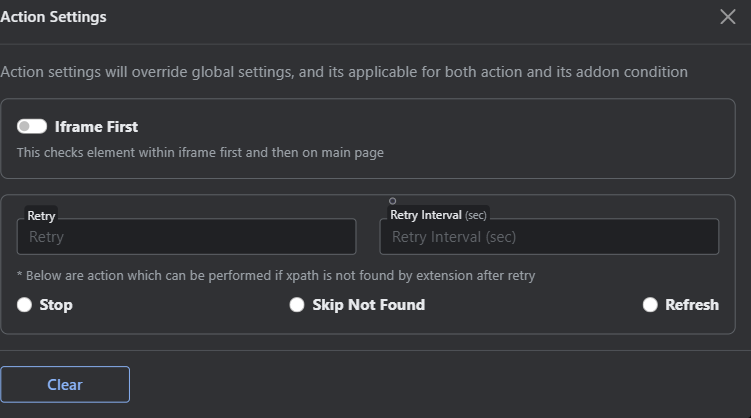 Action Settings
Action settings will override global settings, and its applicable for both action and its addon condition
Iframe First
This checks element within iframe first and then on main page
Retry
Retry Interval (sec)
Retry
Retry Interval (sec)
* Below are action which can be performed if xpath is not found by extension after retry
Stop
Skip Not Found
Refresh
Clear